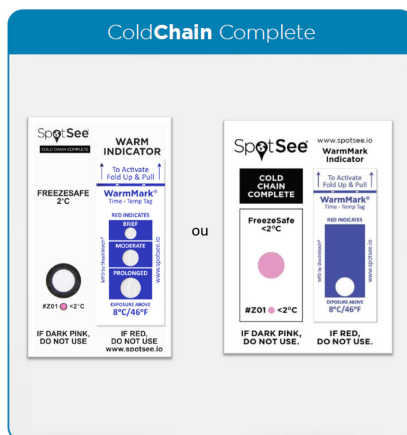 ColdChain Complete
SpotSee
COLD CHAIN COMPLETE
WARM
INDICATOR
To Activate
Fold Up & Pull
FREEZESAFE
2°C
WarmMark®
Time - Temp Tag
RED INDICATES
BRIEF
MODERATE
PROLONGED
MFD by ShockWatch®
www.spotsee.io
#Z01 <2°C
EXPOSURE ABOVE
8°C/46°F
IF DARK PINK,
DO NOT USE
IF RED,
DO NOT USE
www.spotsee.io
ou
SpotSee
www.spotsee.io
WarmMark
Indicator
COLD
CHAIN
COMPLETE
To Activate
Fold Up & Pull
WarmMark®
Time - Temp Tag
FreezeSafe
<2°C
RED INDICATES
MFD by ShockWatch®
www.spotsee.io
#Z01 <2°C
EXPOSURE ABOVE
8°C/46°F
IF DARK PINK,
DO NOT USE.
IF RED,
DO NOT USE.